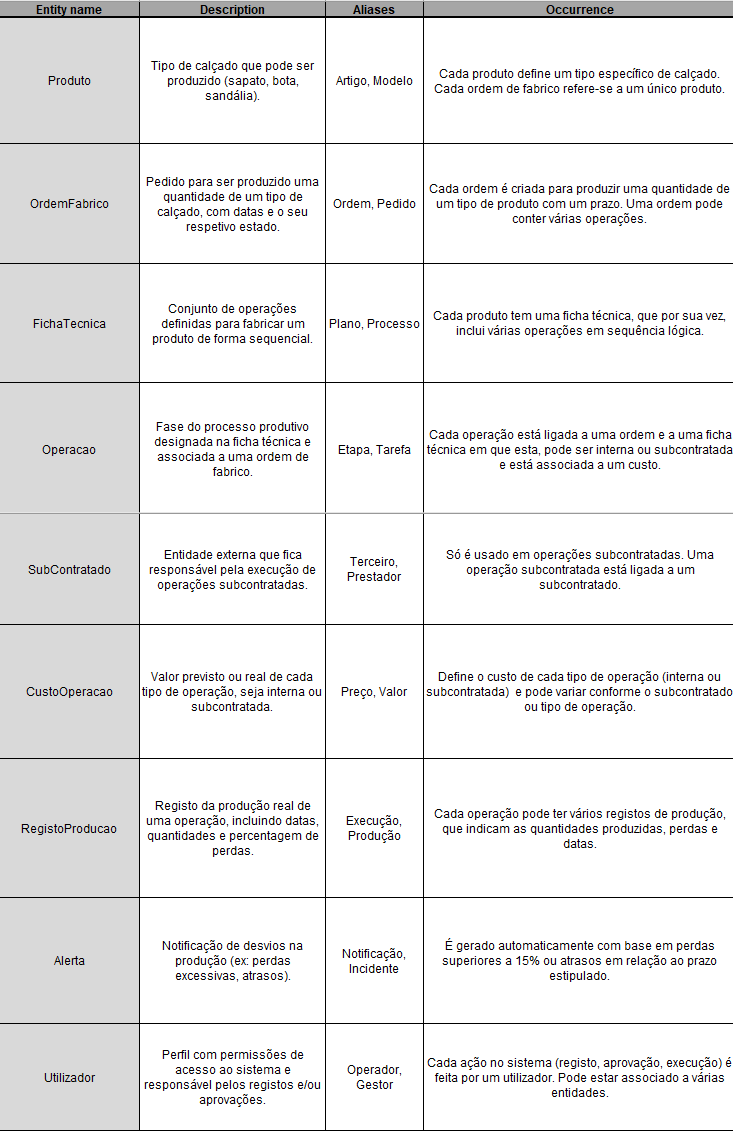 Entity name Description Aliases Occurrence
Produto
Tipo de calçado que pode ser
produzido (sapato, bota,
sandália).
Artigo, Modelo
Cada produto define um tipo específico de calçado.
Cada ordem de fabrico refere-se a um único produto.
OrdemFabrico
Pedido para ser produzido uma
quantidade de um tipo de
calçado, com datas e o seu
respetivo estado.
Ordem, Pedido
Cada ordem é criada para produzir uma quantidade de
um tipo de produto com um prazo. Uma ordem pode
conter várias operações.
FichaTecnica
Conjunto de operações
definidas para fabricar um
produto de forma sequencial.
Plano, Processo
Cada produto tem uma ficha técnica, que por sua vez,
inclui várias operações em sequência lógica.
Operacao
Fase do processo produtivo
designada na ficha técnica e
associada a uma ordem de
fabrico.
Etapa, Tarefa
Cada operação está ligada a uma ordem e a uma ficha
técnica em que esta, pode ser interna ou subcontratada
e está associada a um custo.
SubContratado
Entidade externa que fica
responsável pela execução de
operações subcontratadas.
Terceiro,
Prestador
Só é usado em operações subcontratadas. Uma
operação subcontratada está ligada a um
subcontratado.
CustoOperacao
Valor previsto ou real de cada
tipo de operação, seja interna ou
subcontratada.
Preço, Valor
Define o custo de cada tipo de operação (interna ou
subcontratada) e pode variar conforme o subcontratado
ou tipo de operação.
RegistoProducao
Registo da produção real de
uma operação, incluindo datas,
quantidades e percentagem de
perdas.
Execução,
Produção
Cada operação pode ter vários registos de produção,
que indicam as quantidades produzidas, perdas e
datas.
Alerta
Notificação de desvios na
produção (ex: perdas
excessivas, atrasos).
Notificação,
Incidente
É gerado automaticamente com base em perdas
superiores a 15% ou atrasos em relação ao prazo
estipulado.
Utilizador
Perfil com permissões de
acesso ao sistema e
responsável pelos registos e/ou
aprovações.
Operador,
Gestor
Cada ação no sistema (registo, aprovação, execução) é
feita por um utilizador. Pode estar associado a várias
entidades.